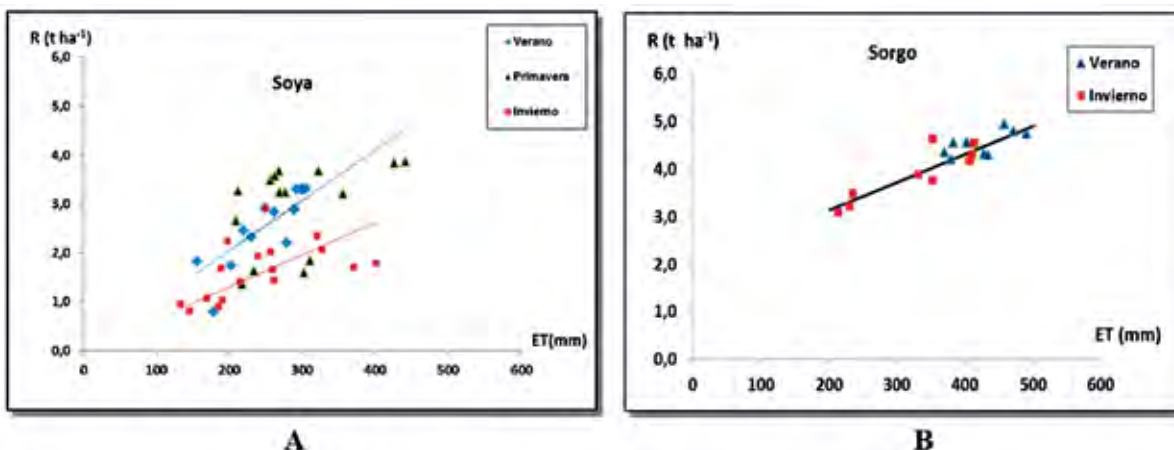 R (t ha⁻¹)
6,0
5,0
4,0
3,0
2,0
1,0
0,0
0 100 200 300 400 500 600
ET(mm)
Soya
Verano
Primavera
Invierno
A
R (t ha⁻¹)
6,0
5,0
4,0
3,0
2,0
1,0
0,0
0 100 200 300 400 500 600
ET (mm)
Sorgo
Verano
Invierno
B